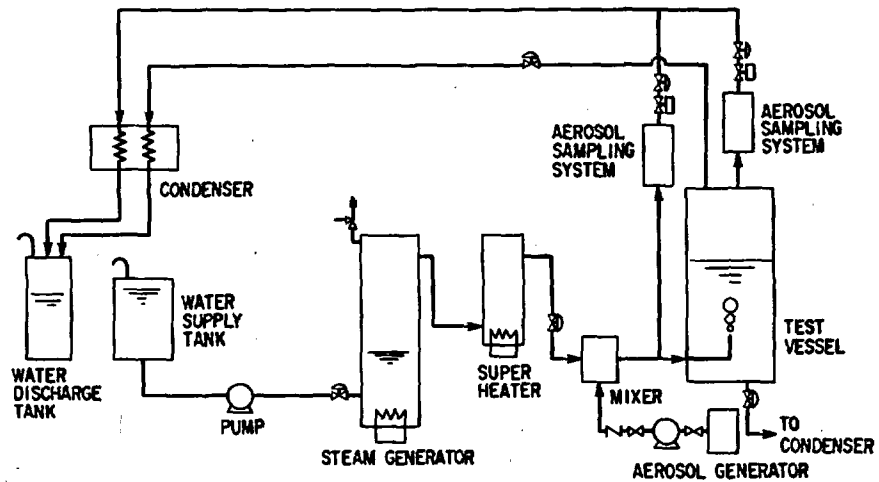 AEROSOL
SAMPLING
SYSTEM
AEROSOL
SAMPLING
SYSTEM
CONDENSER
WATER
SUPPLY
TANK
WATER
DISCHARGE
TANK
PUMP
STEAM GENERATOR
SUPER
HEATER
MIXER
TEST
VESSEL
TO
CONDENSER
AEROSOL GENERATOR